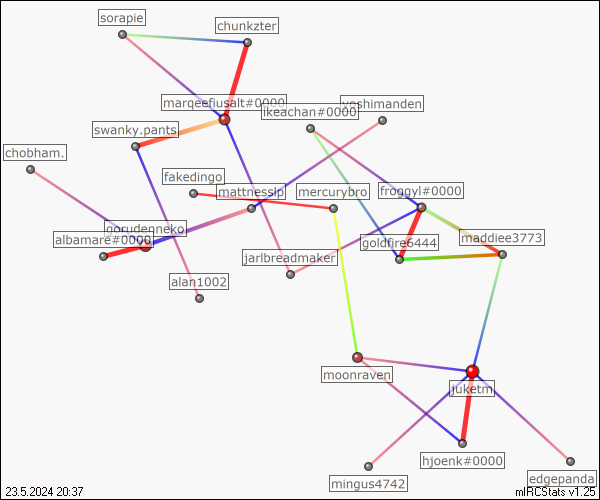 sorapie
chunkzter
marqeefiusalt#0000
yoshimanden
ikeachan#0000
swanky.pants
chobham.
fakedingo
mattnesslp
mercurybro
froggyl#0000
oorudenneko
albamare#0000
goldfire6444
maddiee3773
jarlbreadmaker
alan1002
moonraven
juketm
hjoenk#0000
mingus4742
edgepanda
23.5.2024 20:37
mIRCStats v1.25